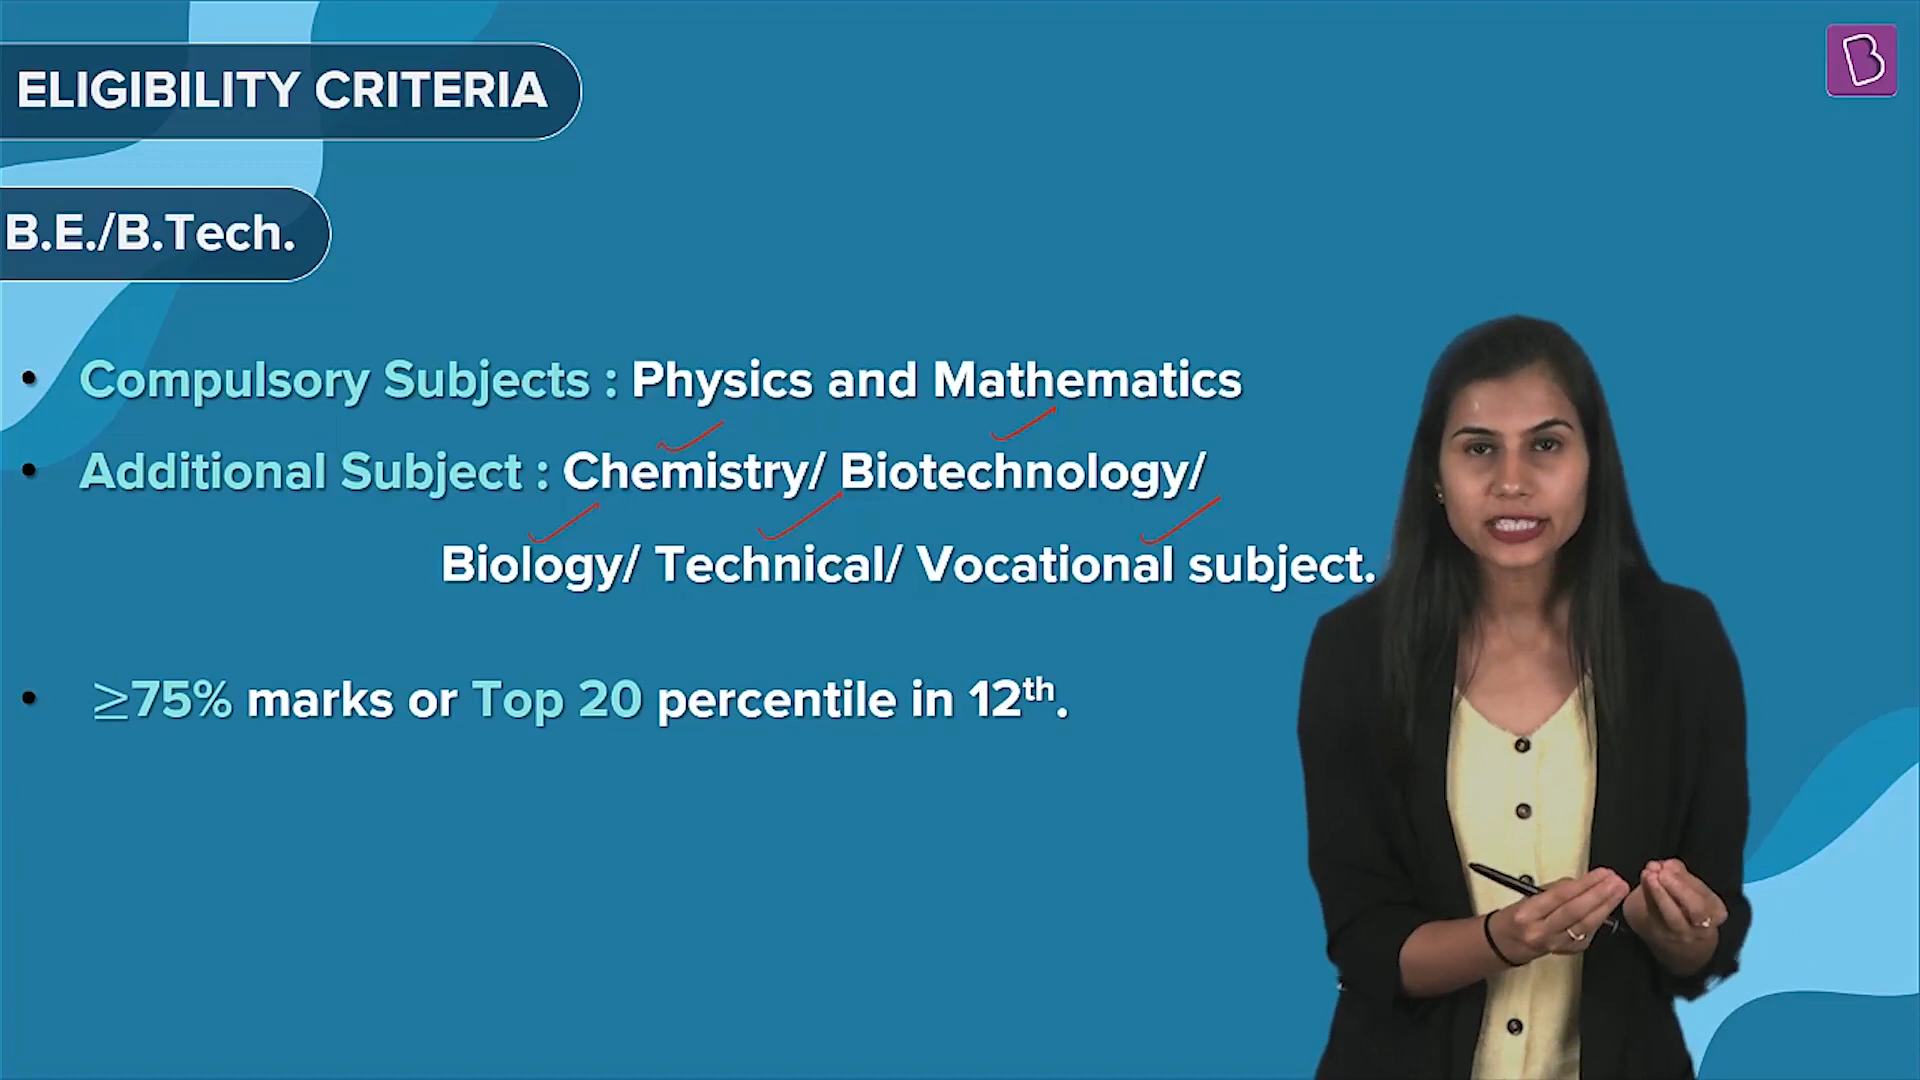 ELIGIBILITY CRITERIA
B
B.E./B.Tech.
• Compulsory Subjects : Physics and Mathematics
• Additional Subject : Chemistry/ Biotechnology/
Biology/ Technical/ Vocational subject.
• ≥75% marks or Top 20 percentile in 12th.